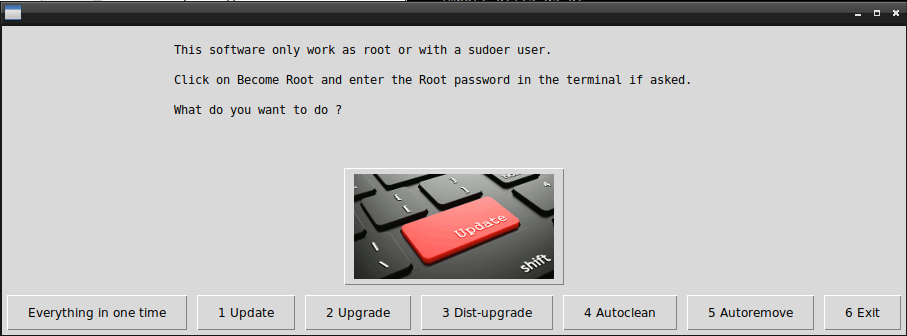 This software only work as root or with a sudoer user.
Click on Become Root and enter the Root password in the terminal if asked.
What do you want to do ?
Update
shift
Everything in one time
1 Update
2 Upgrade
3 Dist-upgrade
4 Autoclean
5 Autoremove
6 Exit